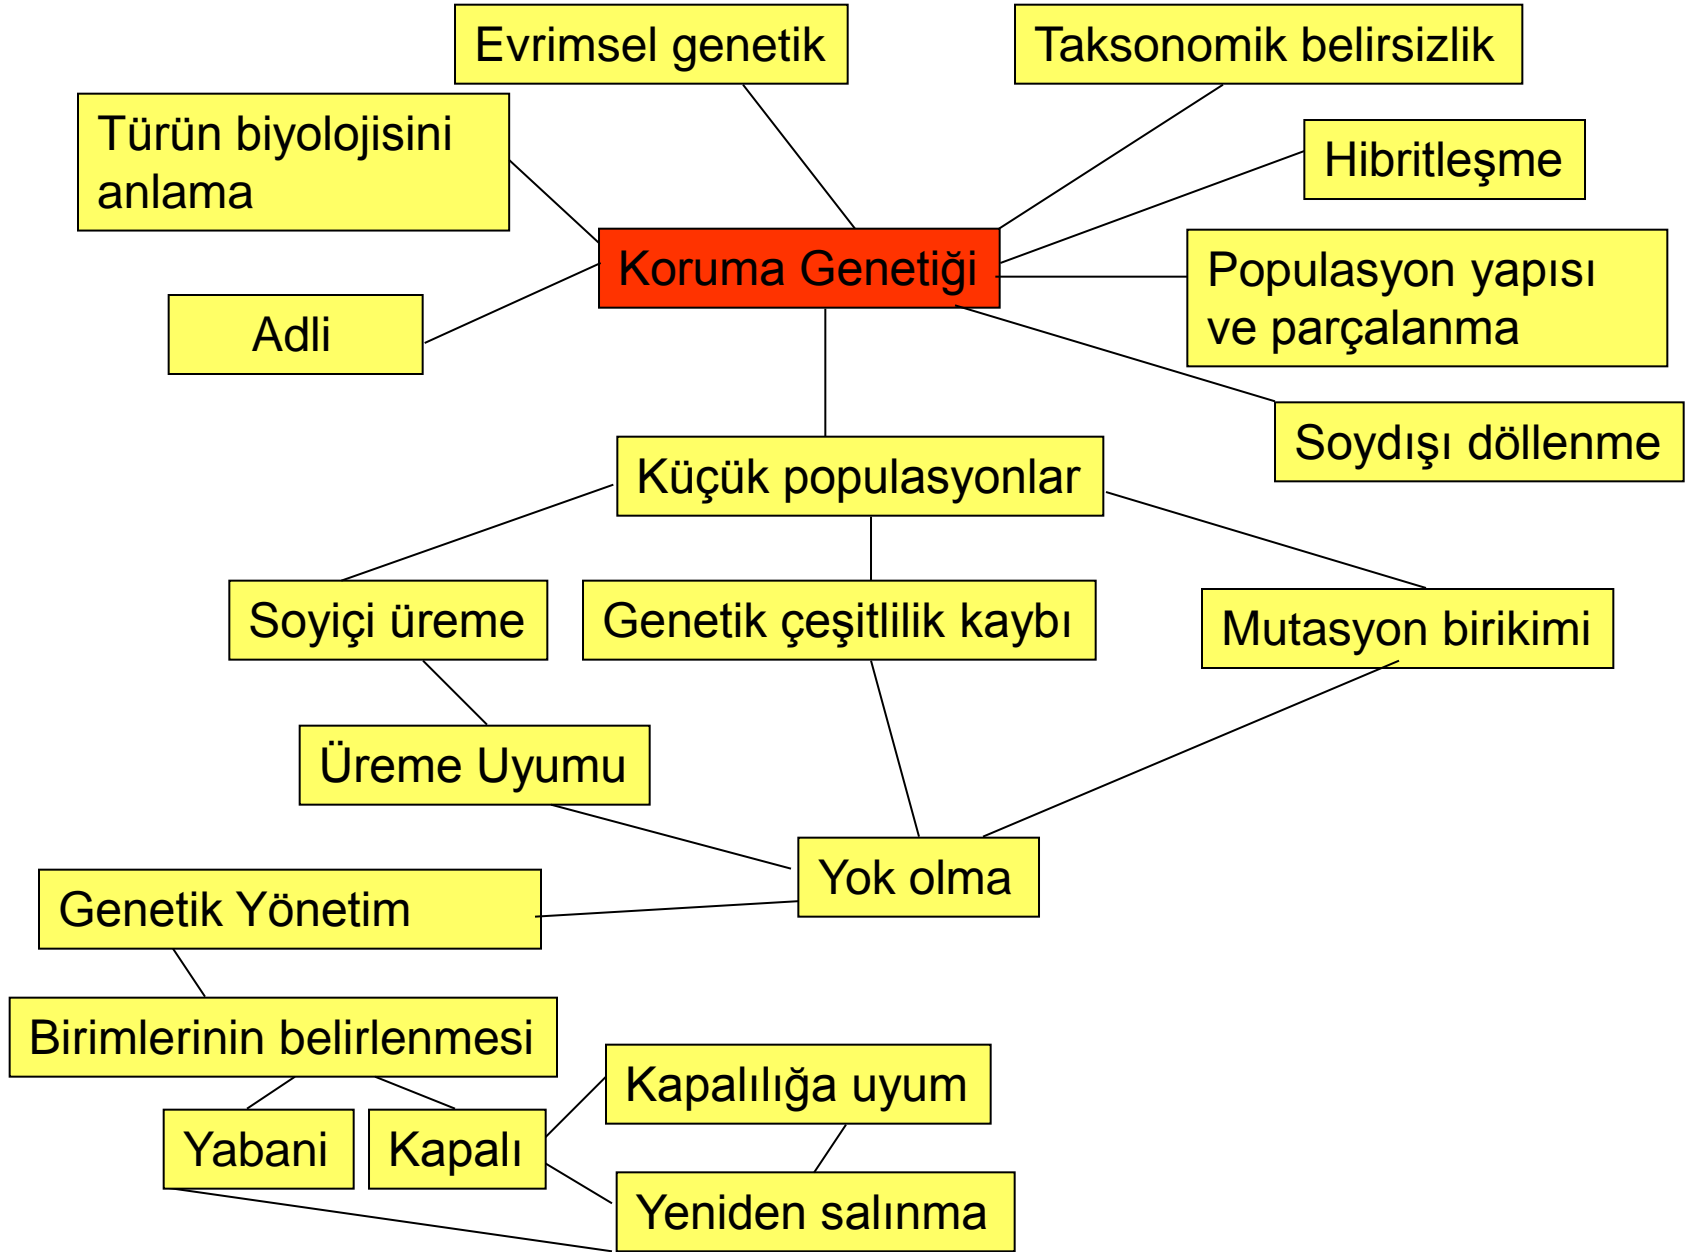 Evrimsel genetik
Taksonomik belirsizlik
Türün biyolojisini
anlama
Hibritleşme
Koruma Genetiği
Populasyon yapısı
ve parçalanma
Adli
Soydışı döllenme
Küçük populasyonlar
Soyiçi üreme
Genetik çeşitlilik kaybı
Mutasyon birikimi
Üreme Uyumu
Yok olma
Genetik Yönetim
Birimlerinin belirlenmesi
Kapalılığa uyum
Yabani
Kapalı
Yeniden salınma